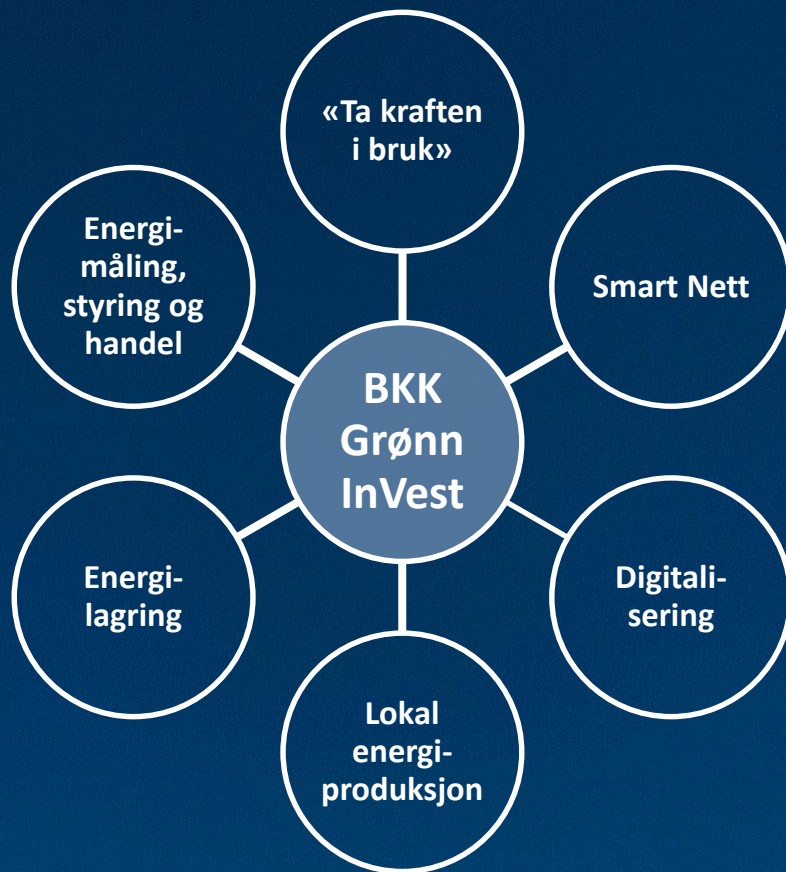 «Ta kraften
i bruk»
Energi-
måling,
styring og
handel
Smart Nett
BKK
Grønn
InVest
Energi-
lagring
Digitali-
sering
Lokal
energi-
produksjon